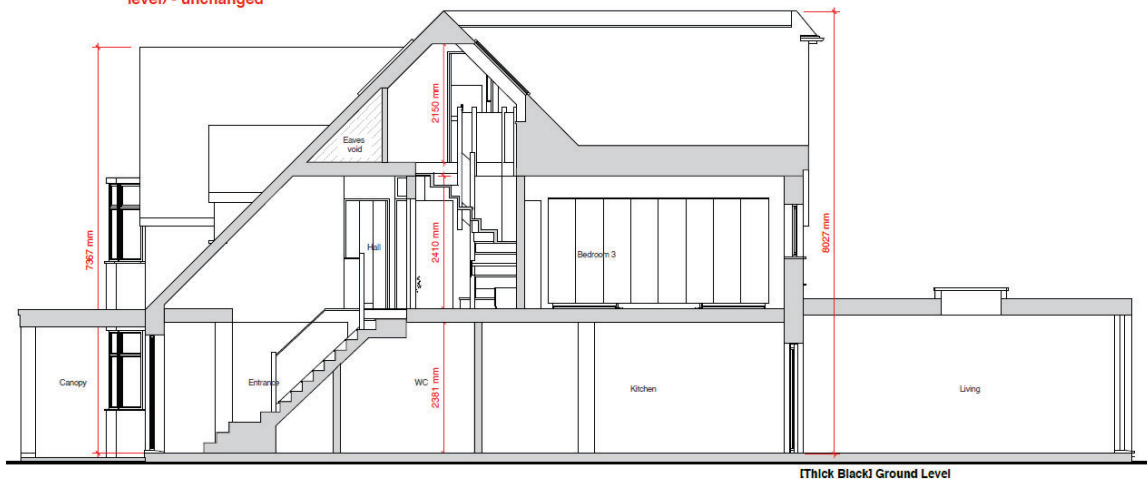 level) - unchanged
7367 mm
2150 mm
Eaves
void
2410 mm
Hall
Bedroom 3
8027 mm
Canopy
Entrance
WC
2381 mm
Kitchen
Living
[Thick Black] Ground Level